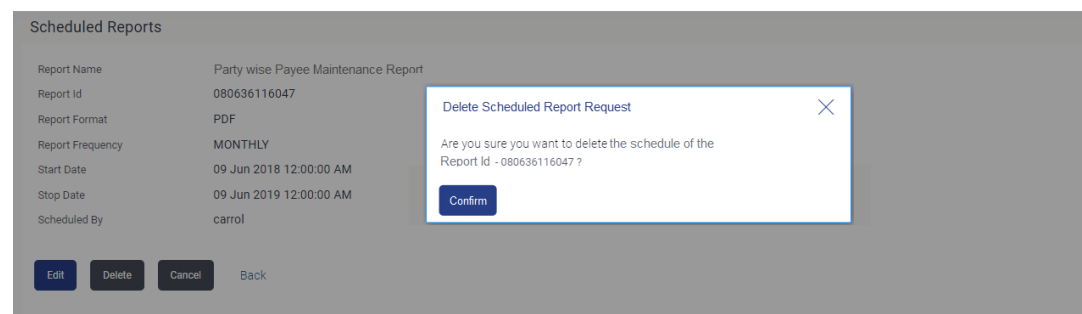 Scheduled Reports
Report Name Party wise Payee Maintenance Report
Report Id 080636116047
Report Format PDF
Report Frequency MONTHLY
Start Date 09 Jun 2018 12:00:00 AM
Stop Date 09 Jun 2019 12:00:00 AM
Scheduled By carrol
Delete Scheduled Report Request
Are you sure you want to delete the schedule of the
Report Id - 080636116047 ?
Confirm
Edit Delete Cancel Back